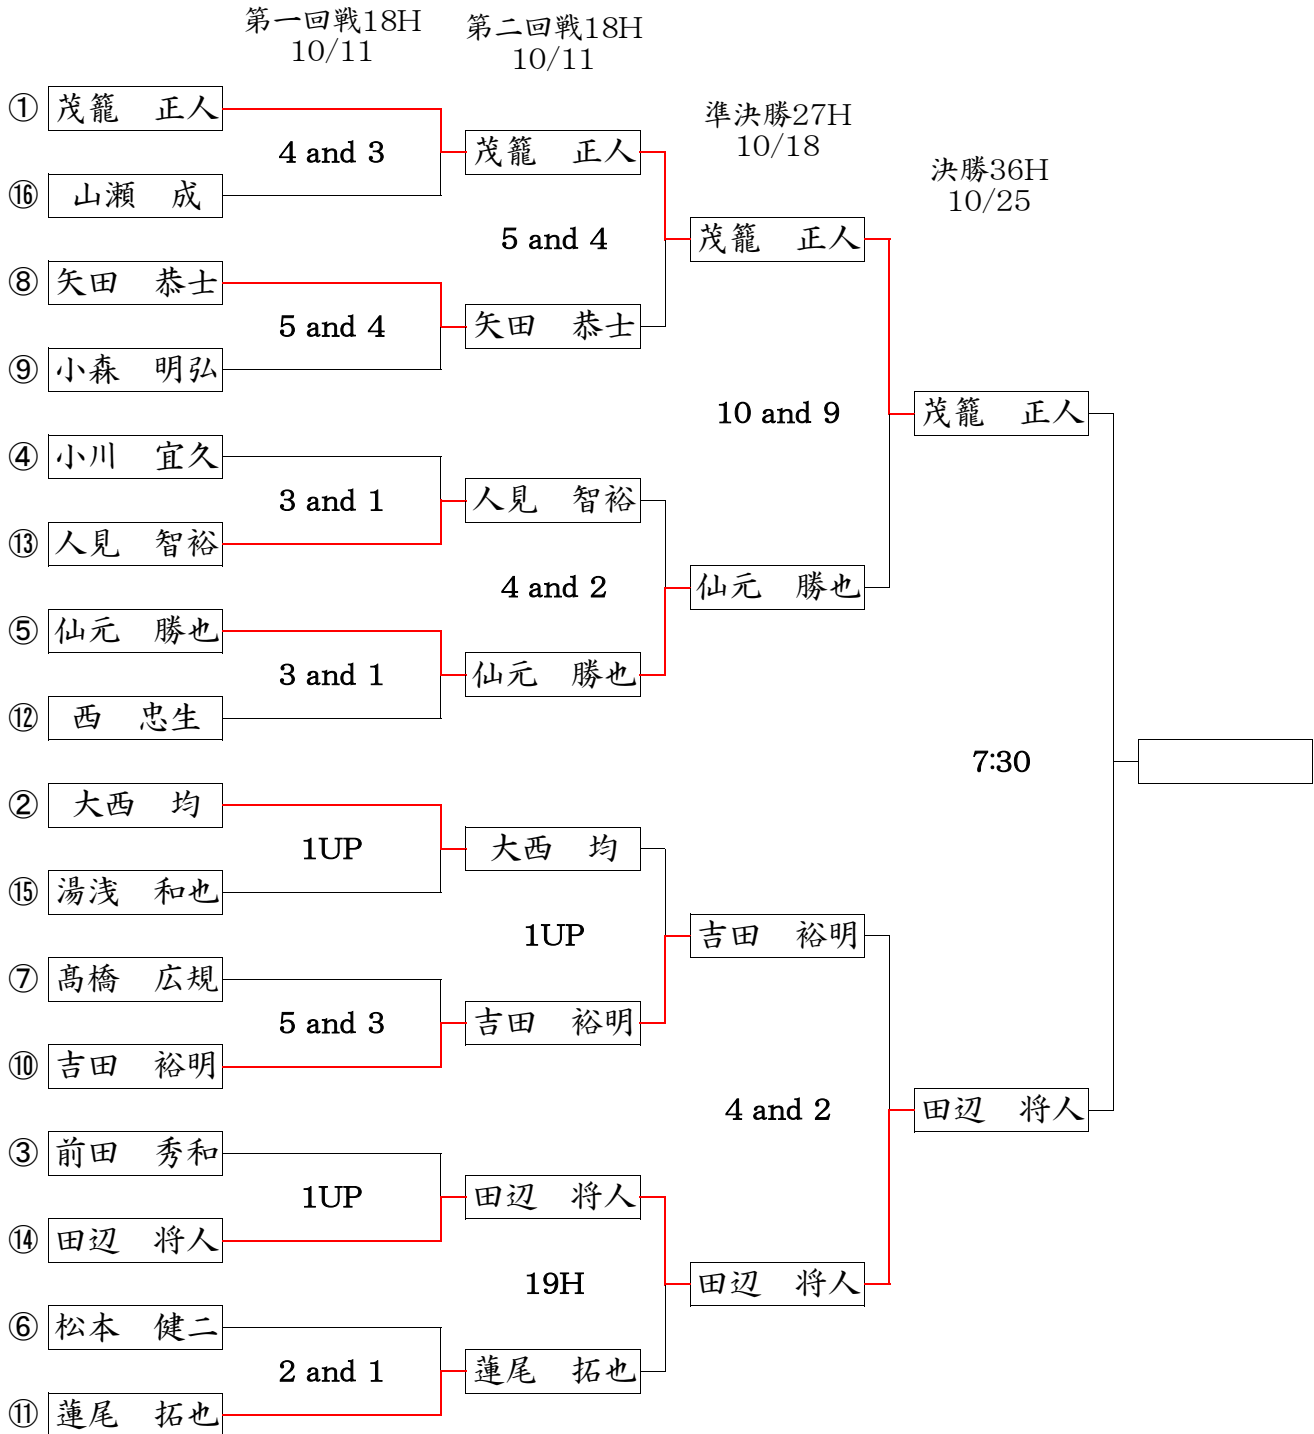 第一回戦18H
10/11
第二回戦18H
10/11
準決勝27H
10/18
決勝36H
10/25
① 茂籠　正人
4 and 3
茂籠　正人
⑯ 山瀬　成
5 and 4
茂籠　正人
⑧ 矢田　恭士
5 and 4
矢田　恭士
⑨ 小森　明弘
10 and 9
茂籠　正人
④ 小川　宜久
3 and 1
人見　智裕
⑬ 人見　智裕
4 and 2
仙元　勝也
⑤ 仙元　勝也
3 and 1
仙元　勝也
⑫ 西　忠生
7:30
② 大西　均
1UP
大西　均
⑮ 湯浅　和也
1UP
吉田　裕明
⑦ 髙橋　広規
5 and 3
吉田　裕明
⑩ 吉田　裕明
4 and 2
田辺　将人
③ 前田　秀和
1UP
田辺　将人
⑭ 田辺　将人
19H
田辺　将人
⑥ 松本　健二
2 and 1
蓮尾　拓也
⑪ 蓮尾　拓也